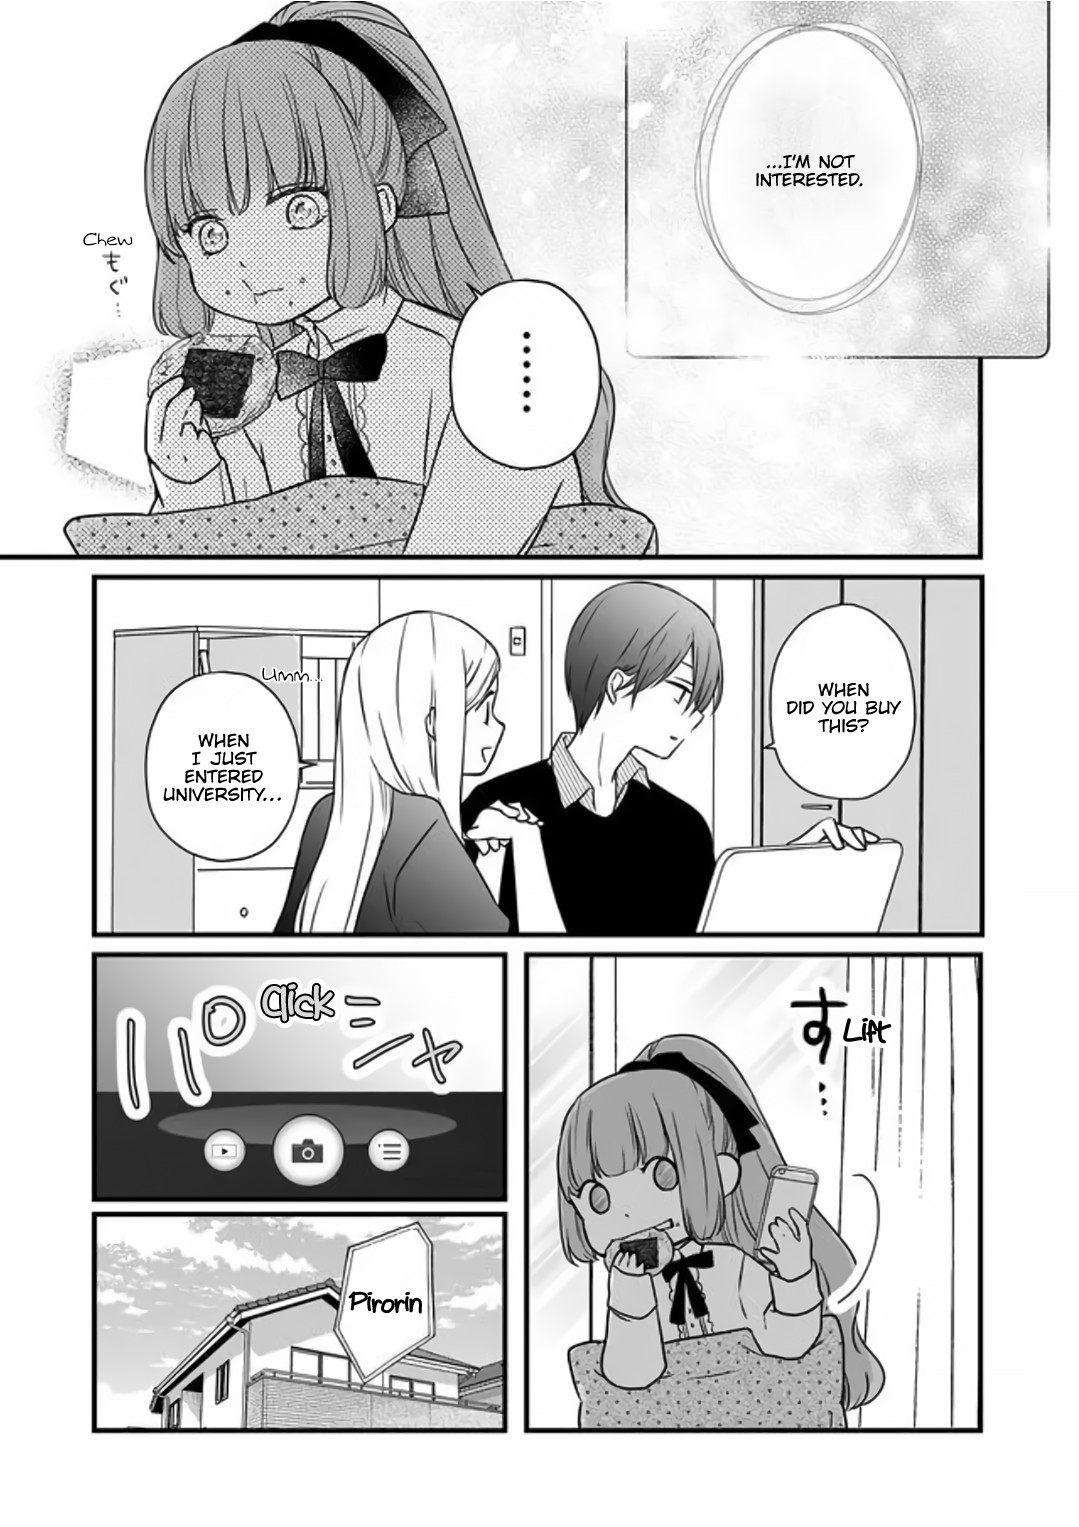 ...I'M NOT
INTERESTED.
Chew
もぐ…
......
WHEN
DID YOU BUY
THIS?
Umm...
WHEN
I JUST
ENTERED
UNIVERSITY...
す…
Lift
Click
パシャ
Pirorin